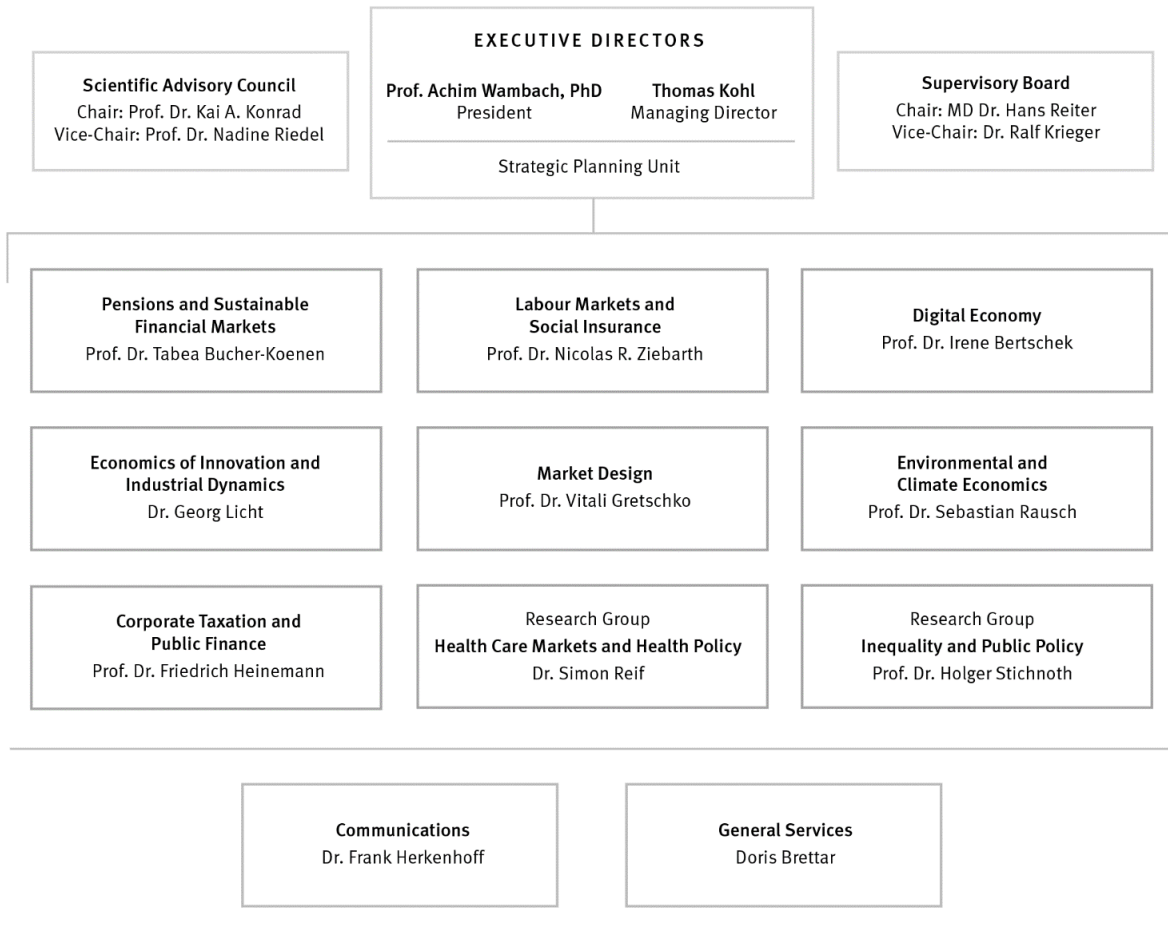 Scientific Advisory Council
Chair: Prof. Dr. Kai A. Konrad
Vice-Chair: Prof. Dr. Nadine Riedel
EXECUTIVE DIRECTORS
Prof. Achim Wambach, PhD
President
Thomas Kohl
Managing Director
Strategic Planning Unit
Supervisory Board
Chair: MD Dr. Hans Reiter
Vice-Chair: Dr. Ralf Krieger
Pensions and Sustainable
Financial Markets
Prof. Dr. Tabea Bucher-Koenen
Labour Markets and
Social Insurance
Prof. Dr. Nicolas R. Ziebarth
Digital Economy
Prof. Dr. Irene Bertschek
Economics of Innovation and
Industrial Dynamics
Dr. Georg Licht
Market Design
Prof. Dr. Vitali Gretschko
Environmental and
Climate Economics
Prof. Dr. Sebastian Rausch
Corporate Taxation and
Public Finance
Prof. Dr. Friedrich Heinemann
Research Group
Health Care Markets and Health Policy
Dr. Simon Reif
Research Group
Inequality and Public Policy
Prof. Dr. Holger Stichnoth
Communications
Dr. Frank Herkenhoff
General Services
Doris Brettar